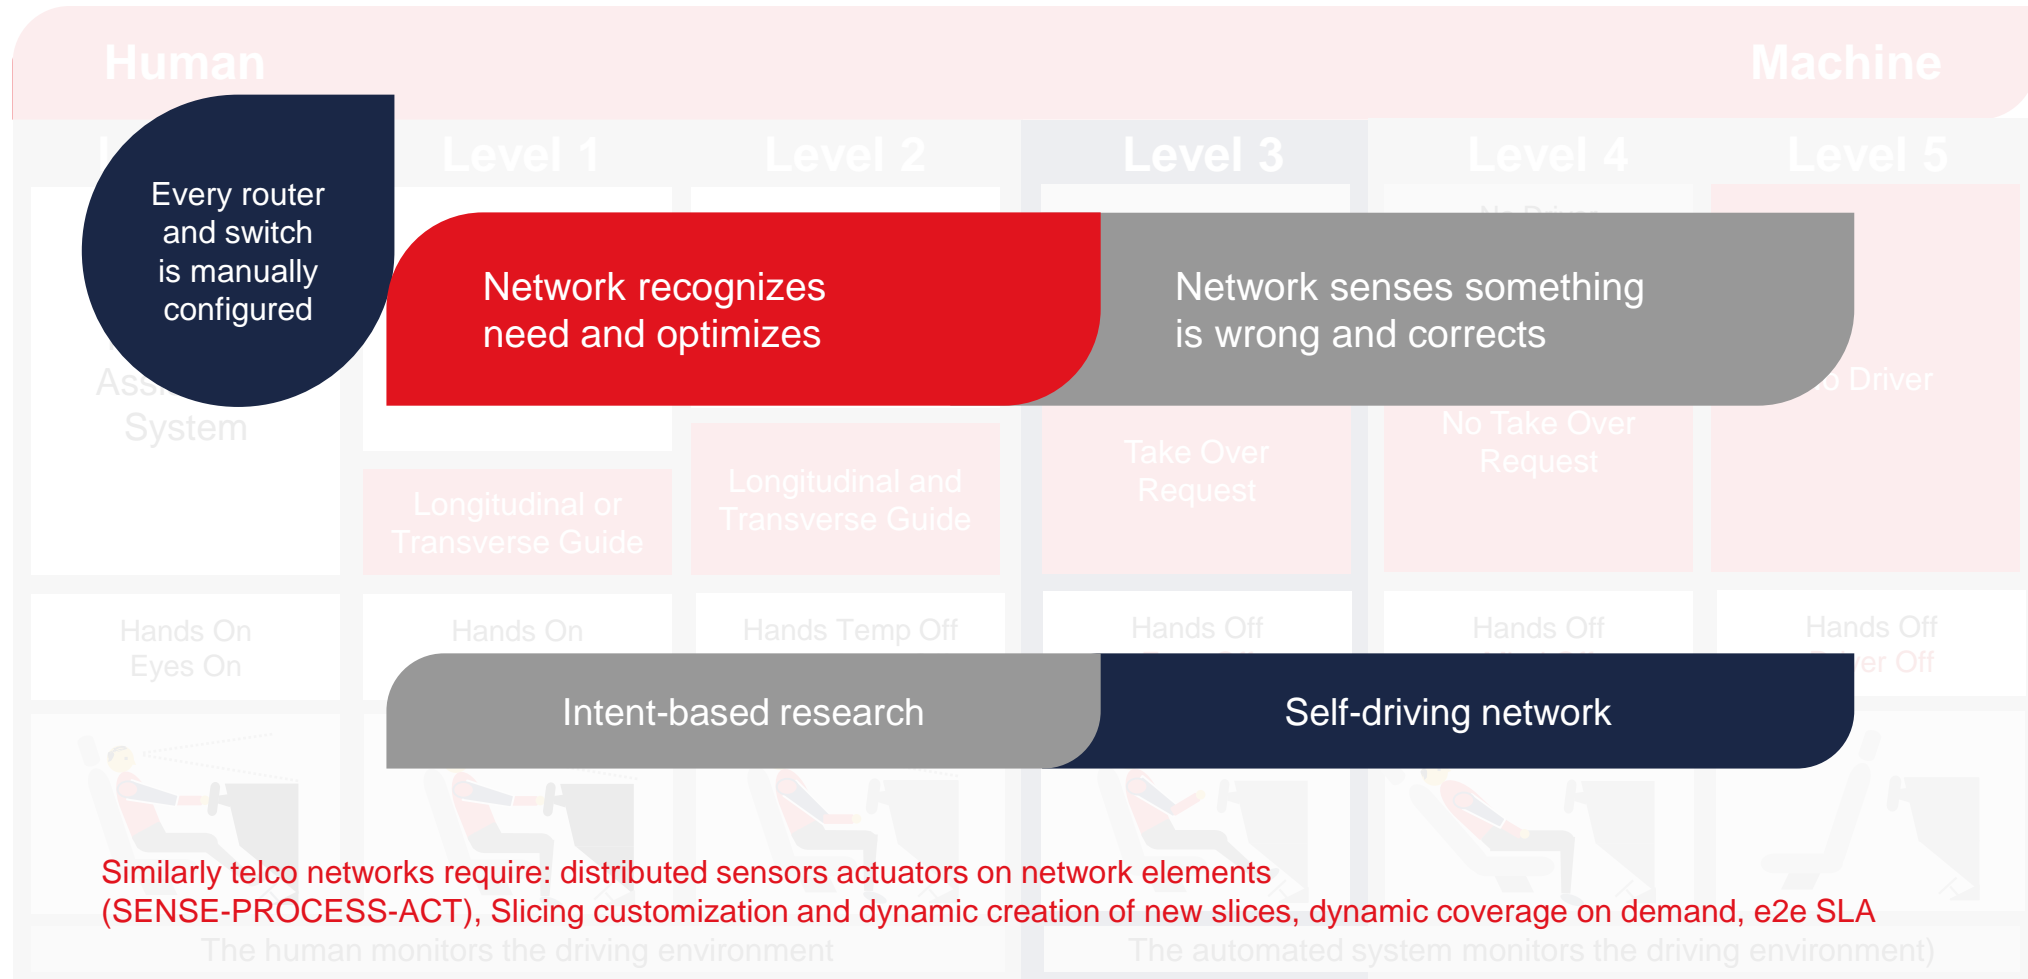 Human
Machine
Level 1
Level 2
Level 3
Level 4
Level 5
Every router
and switch
is manually
configured
Network recognizes
need and optimizes
Network senses something
is wrong and corrects
System
Longitudinal or
Transverse Guide
Longitudinal and
Transverse Guide
Take Over
Request
No Driver
No Take Over
Request
Driver
Hands On
Eyes On
Hands On
Hands Temp Off
Hands Off
Hands Off
Hands Off
Off
Intent-based research
Self-driving network
Similarly telco networks require: distributed sensors actuators on network elements
(SENSE-PROCESS-ACT), Slicing customization and dynamic creation of new slices, dynamic coverage on demand, e2e SLA
The human monitors the driving environment
The automated system monitors the driving environment)